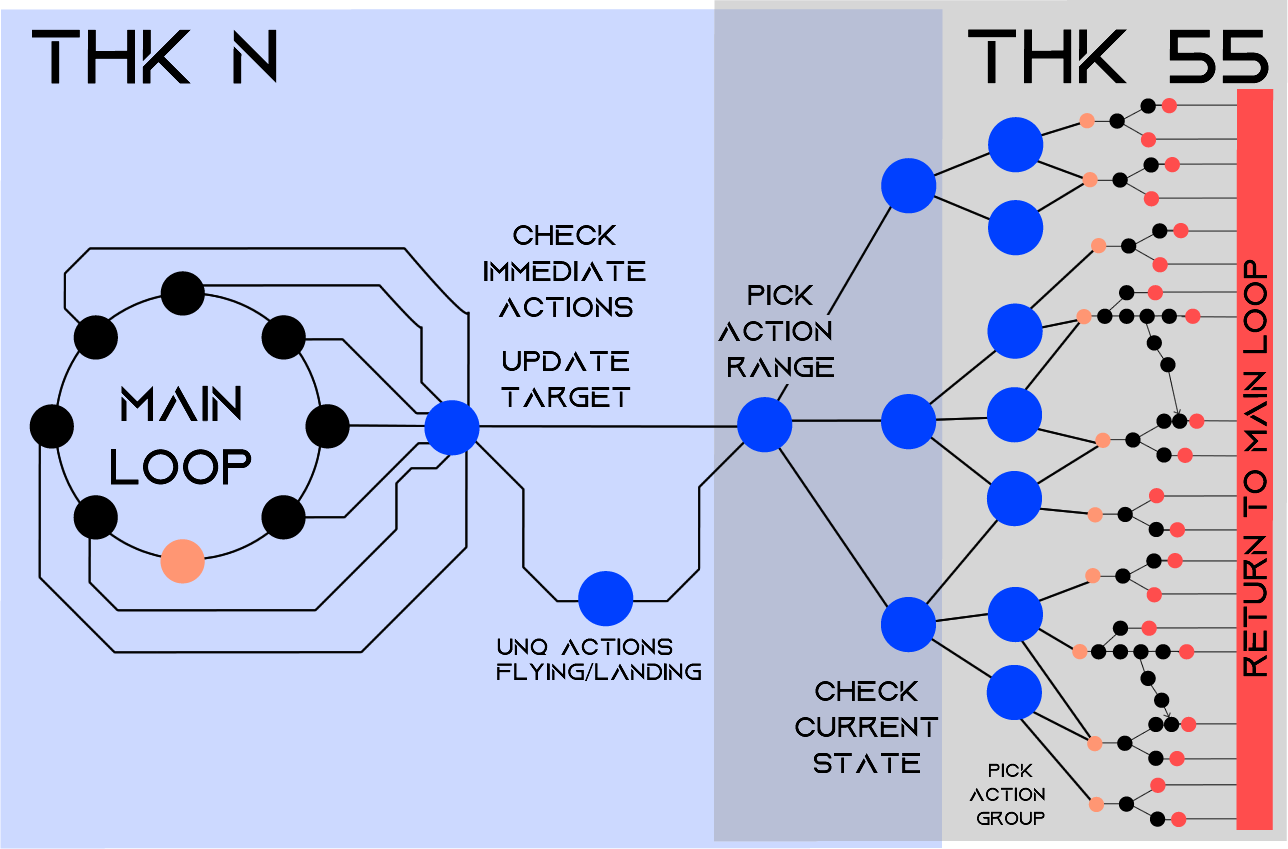 THK N
THK 55
CHECK
IMMEDIATE
ACTIONS
UPDATE
TARGET
PICK
ACTION
RANGE
MAIN
LOOP
UNQ ACTIONS
FLYING/LANDING
CHECK
CURRENT
STATE
PICK
ACTION
GROUP
RETURN TO MAIN LOOP